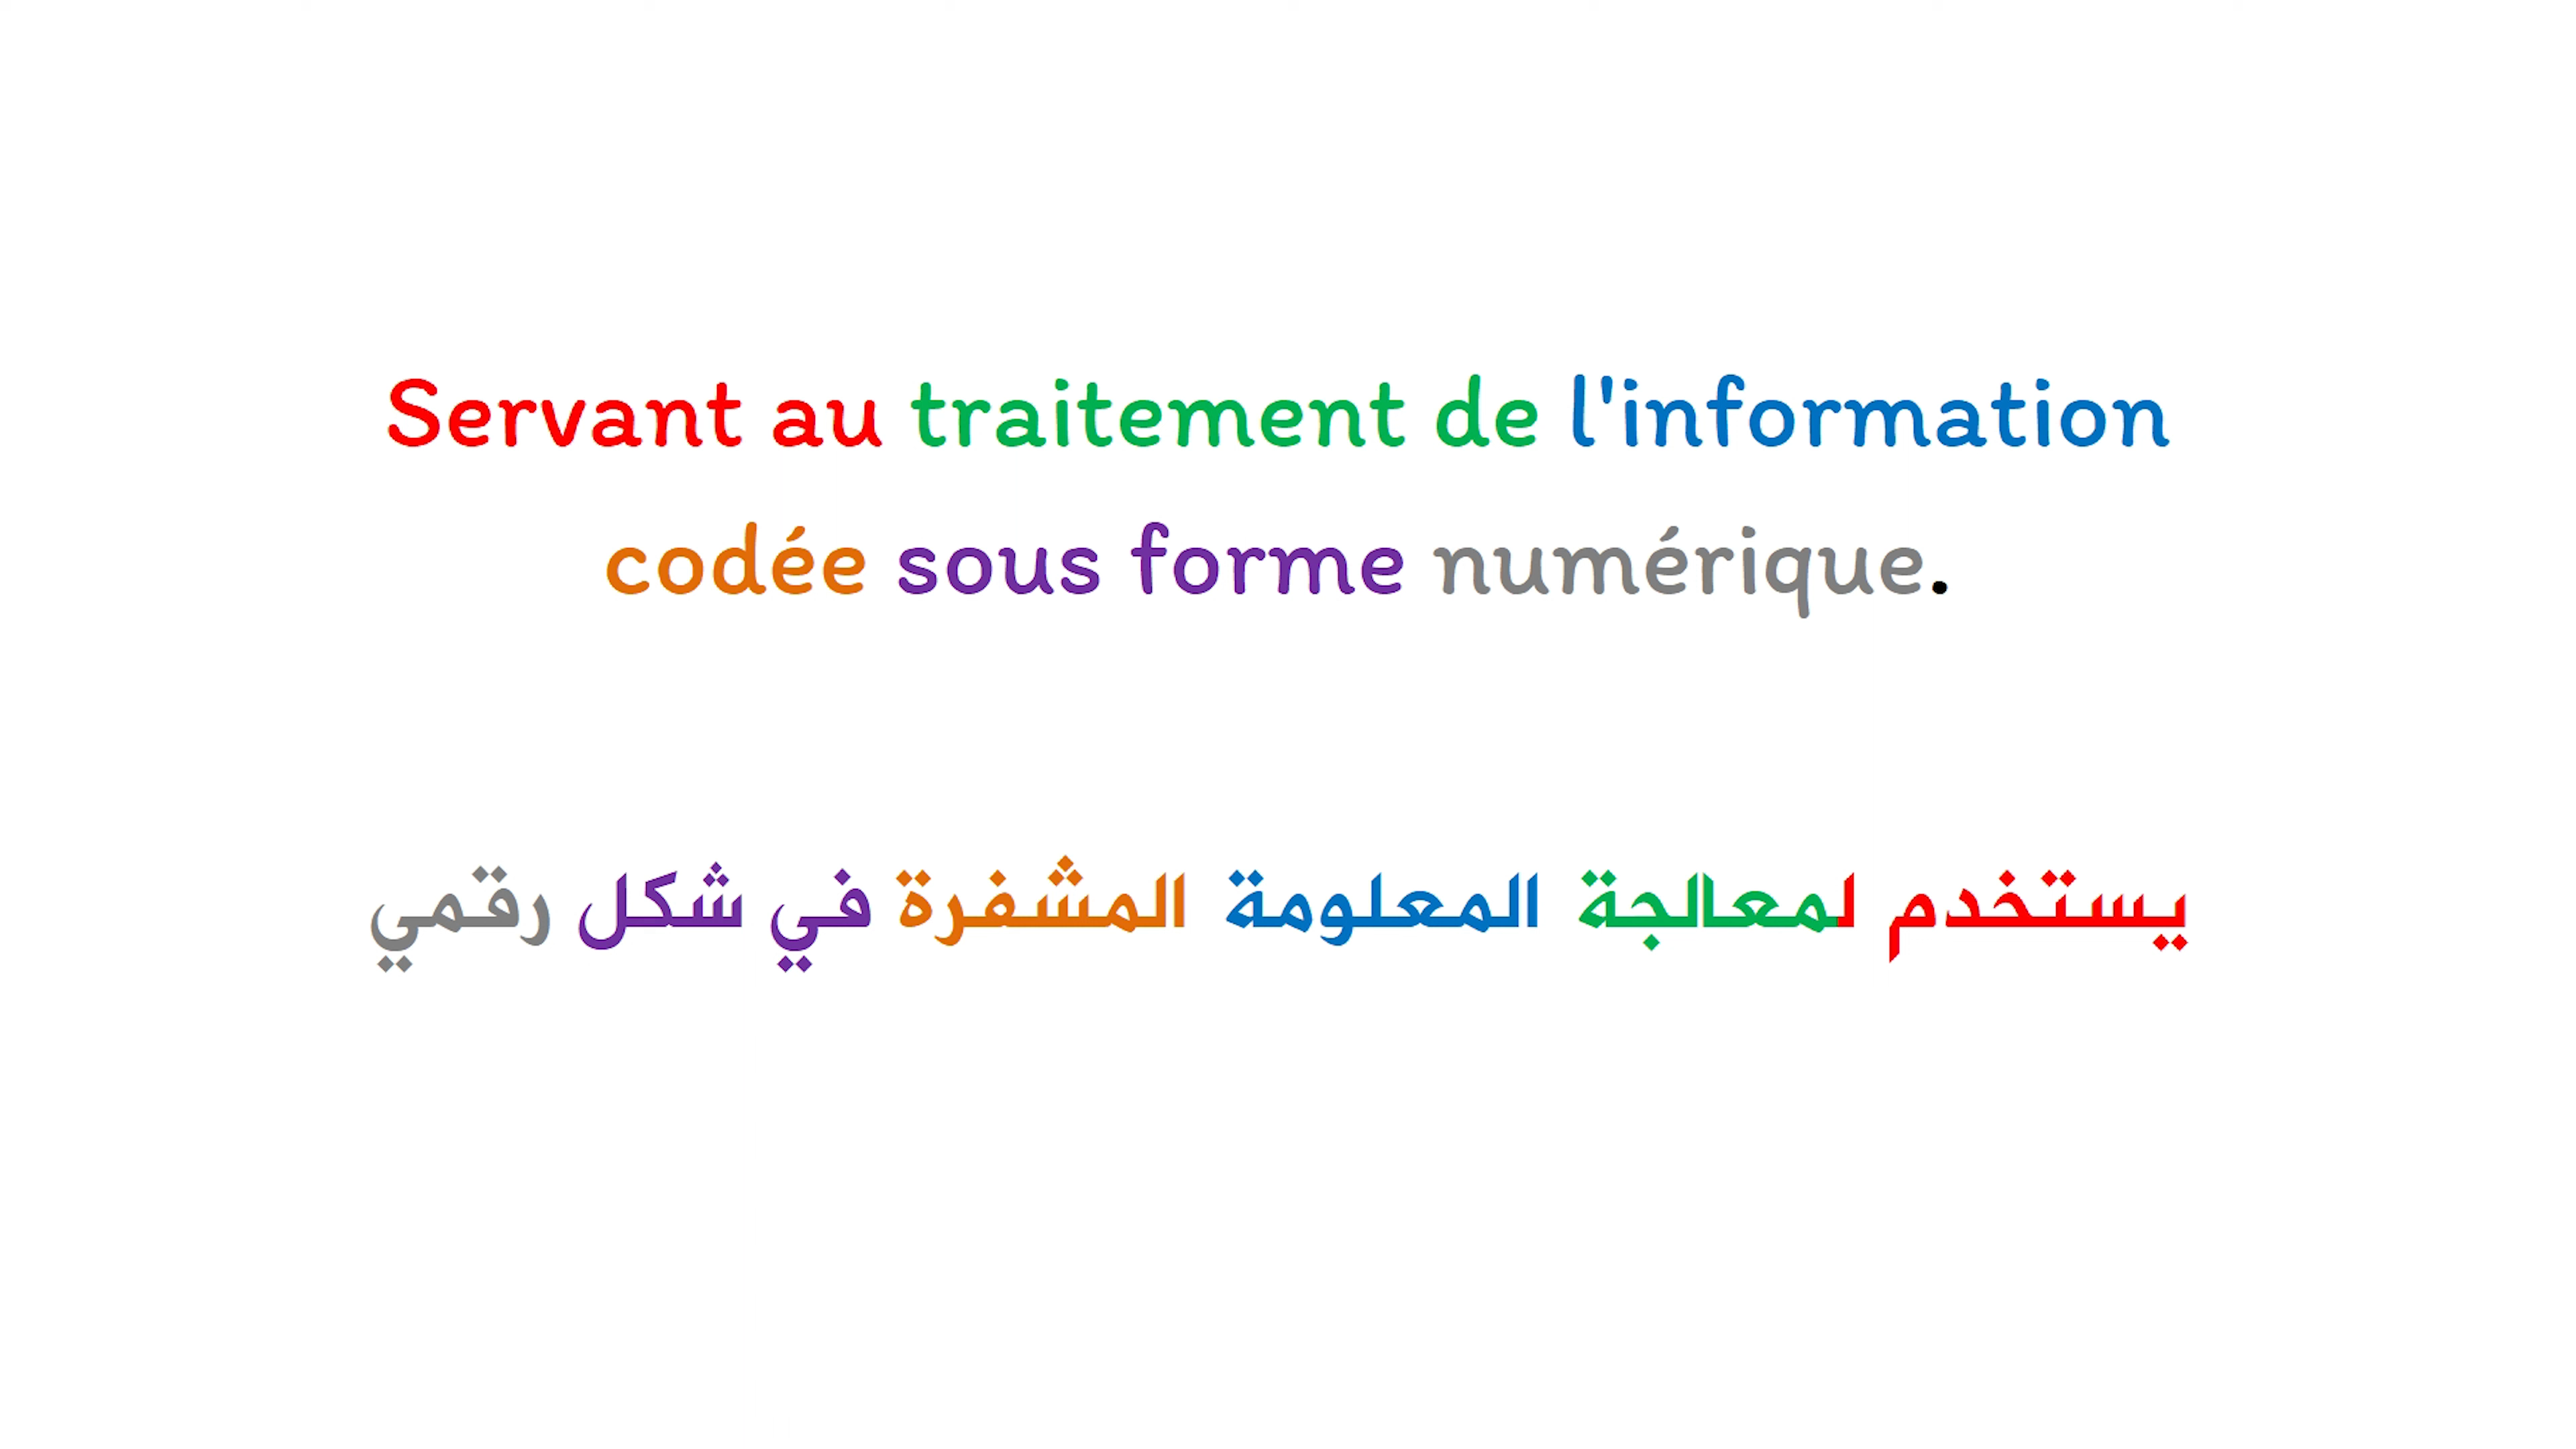 Servant au traitement de l'information
codée sous forme numérique.
يستخدم لمعالجة المعلومة المشفرة في شكل رقمي